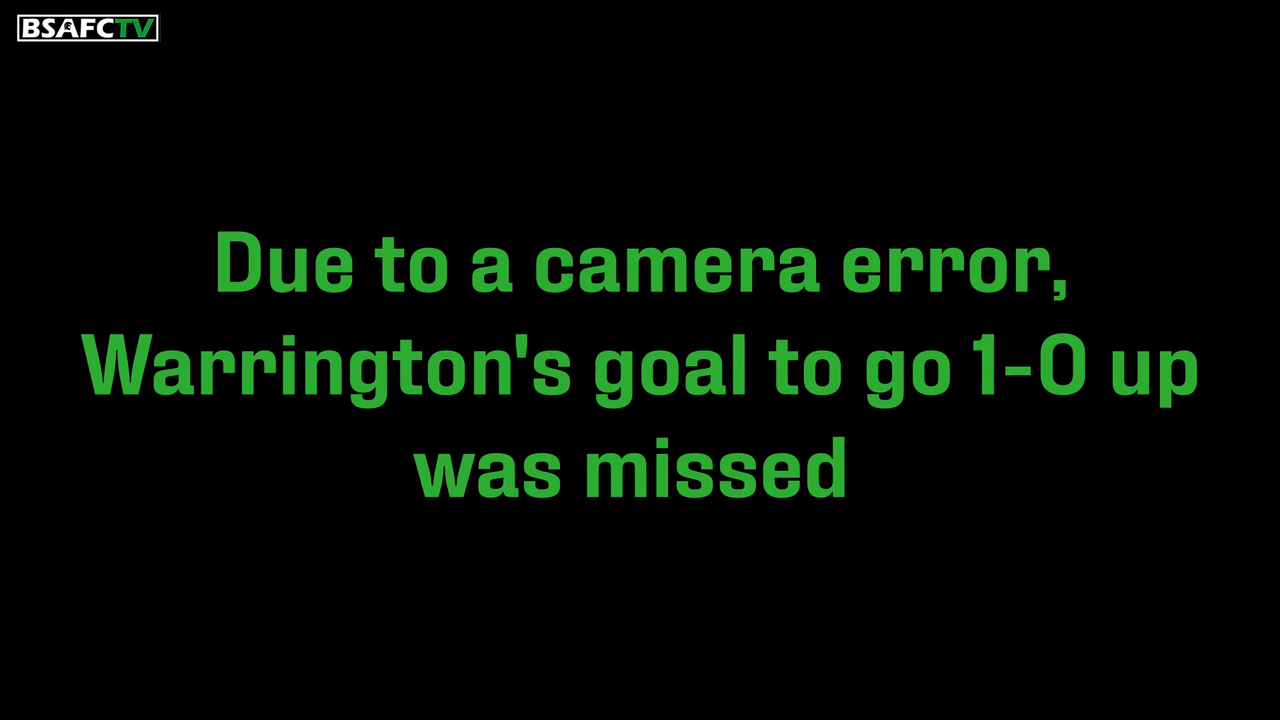 BSAFCTV
Due to a camera error,
Warrington's goal to go 1-0 up
was missed